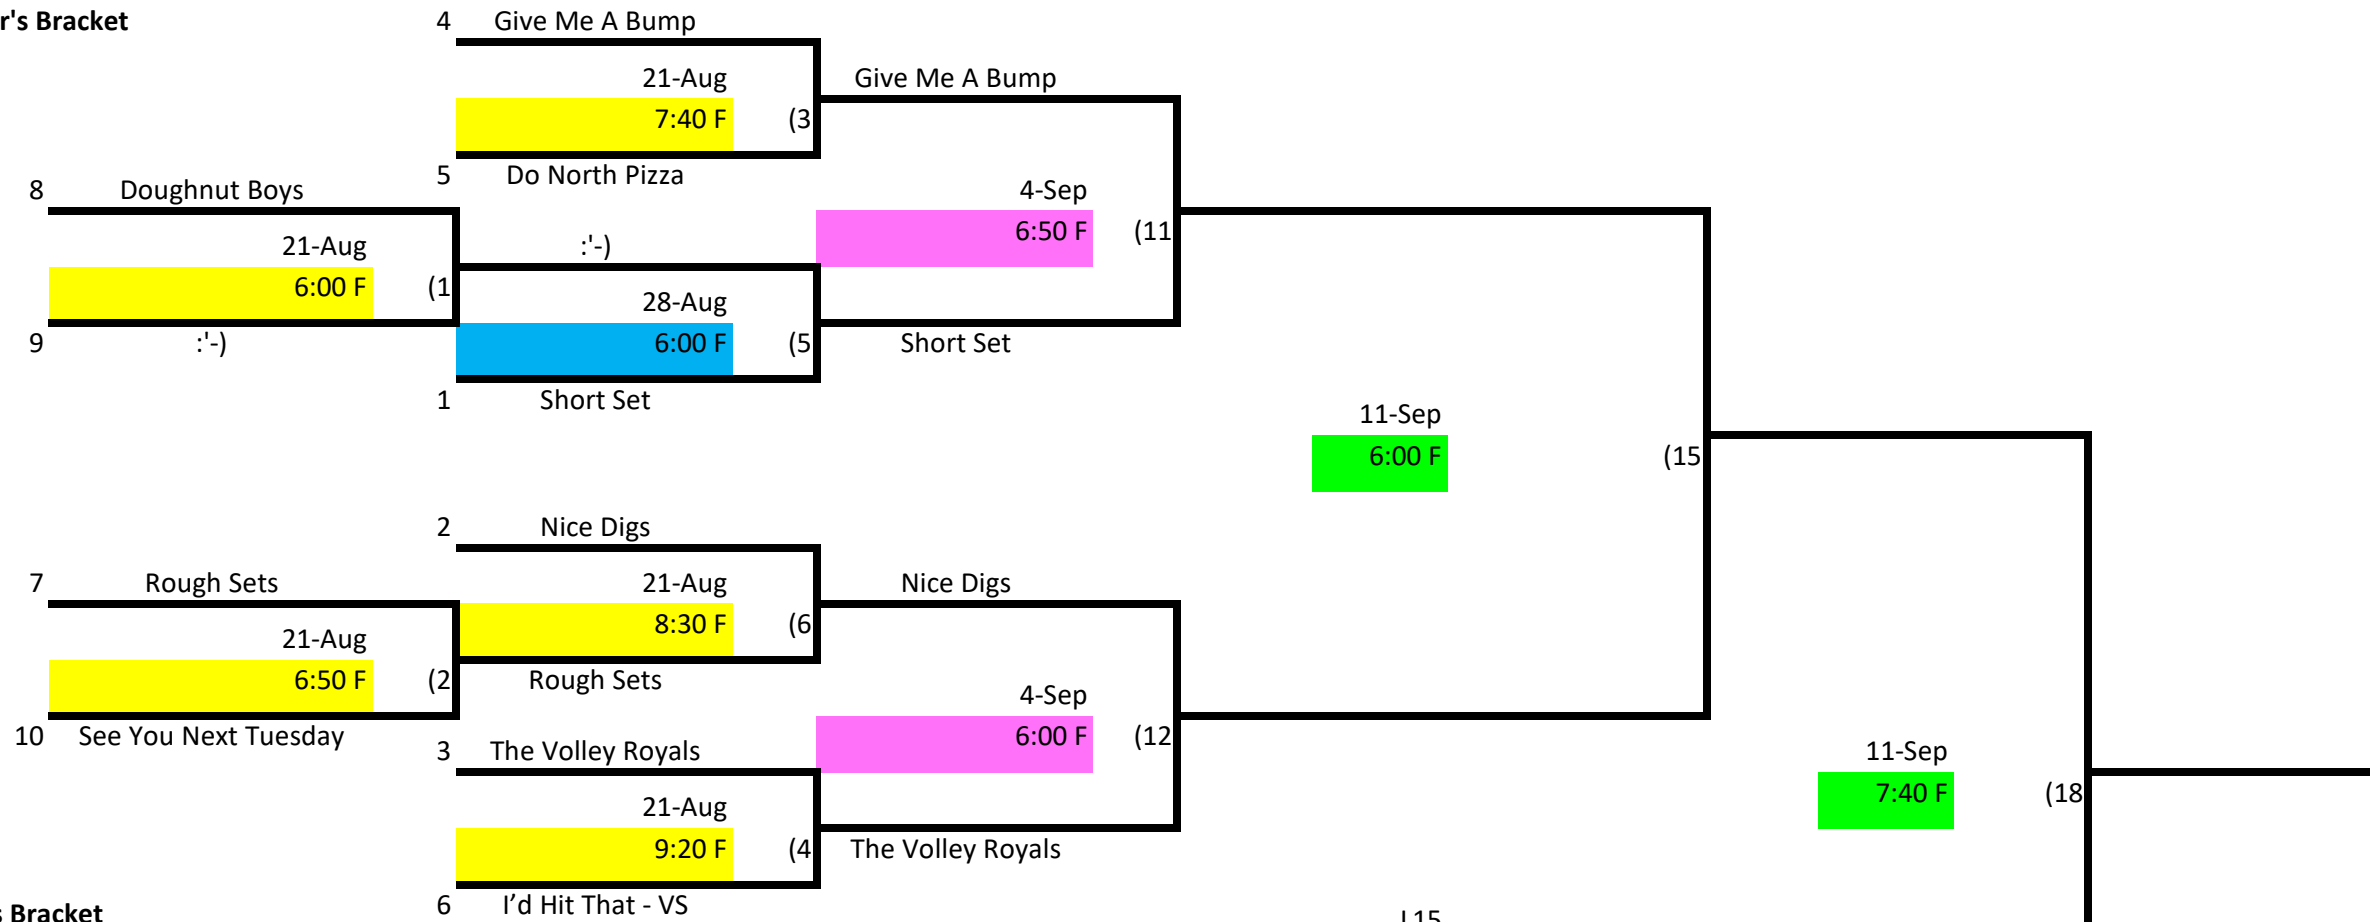 r's Bracket
4 Give Me A Bump
21-Aug
Give Me A Bump
7:40 F (3
5 Do North Pizza
8 Doughnut Boys
4-Sep
6:50 F (11
21-Aug
:'-)
6:00 F (1
28-Aug
9 :'-)
6:00 F (5
Short Set
1 Short Set
11-Sep
6:00 F (15
2 Nice Digs
7 Rough Sets
21-Aug
Nice Digs
8:30 F (6
21-Aug
6:50 F (2
Rough Sets
4-Sep
6:00 F (12
10 See You Next Tuesday
3 The Volley Royals
11-Sep
7:40 F (18
21-Aug
9:20 F (4
The Volley Royals
6 I’d Hit That - VS
s Bracket
L15